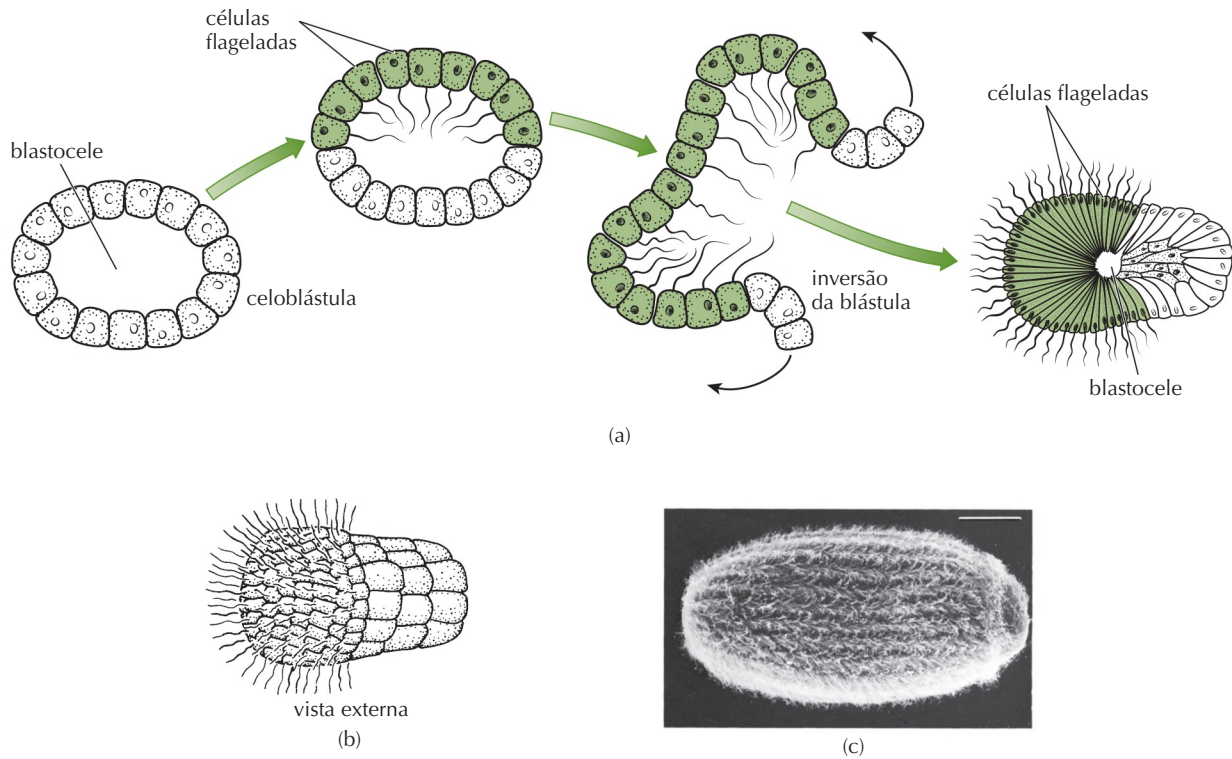 células
flageladas
blastocele
celoblástula
inversão
da blástula
células flageladas
blastocele
(a)
vista externa
(b)
(c)